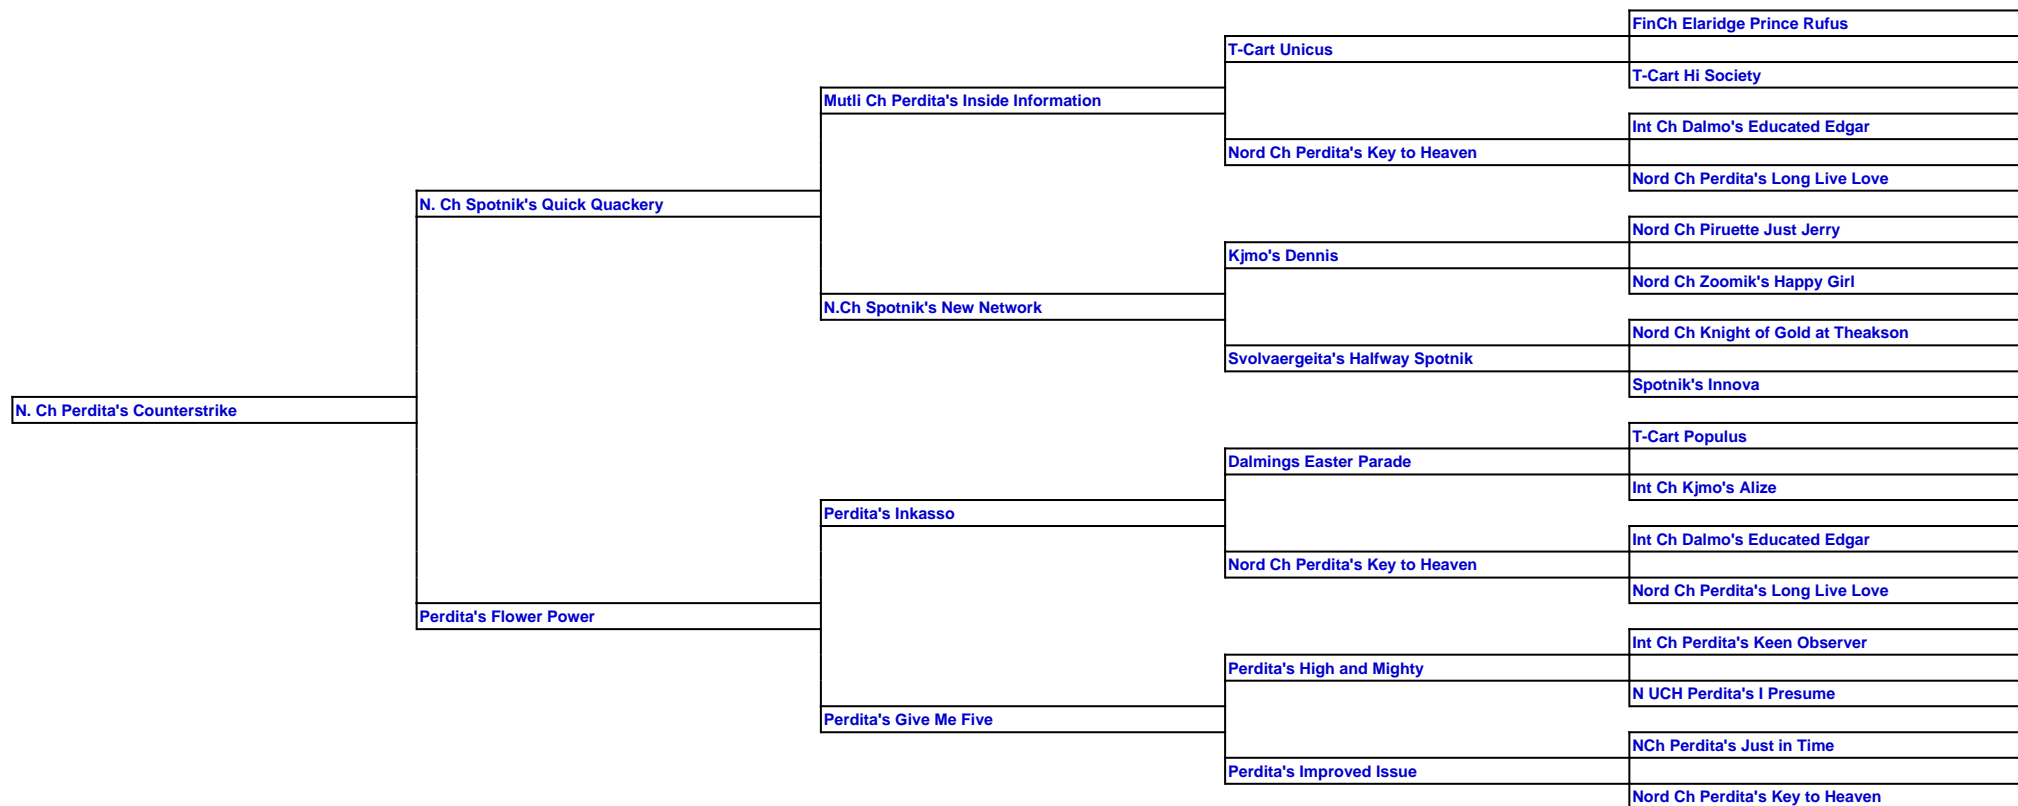 FinCh Elaridge Prince Rufus
T-Cart Unicus
T-Cart Hi Society
Mutli Ch Perdita's Inside Information
Int Ch Dalmo's Educated Edgar
Nord Ch Perdita's Key to Heaven
Nord Ch Perdita's Long Live Love
N. Ch Spotnik's Quick Quackery
Nord Ch Piruette Just Jerry
Kjmo's Dennis
Nord Ch Zoomik's Happy Girl
N.Ch Spotnik's New Network
Nord Ch Knight of Gold at Theakson
Svolvaergeita's Halfway Spotnik
Spotnik's Innova
N. Ch Perdita's Counterstrike
T-Cart Populus
Dalmings Easter Parade
Int Ch Kjmo's Alize
Perdita's Inkasso
Int Ch Dalmo's Educated Edgar
Nord Ch Perdita's Key to Heaven
Nord Ch Perdita's Long Live Love
Perdita's Flower Power
Int Ch Perdita's Keen Observer
Perdita's High and Mighty
N UCH Perdita's I Presume
Perdita's Give Me Five
NCh Perdita's Just in Time
Perdita's Improved Issue
Nord Ch Perdita's Key to Heaven